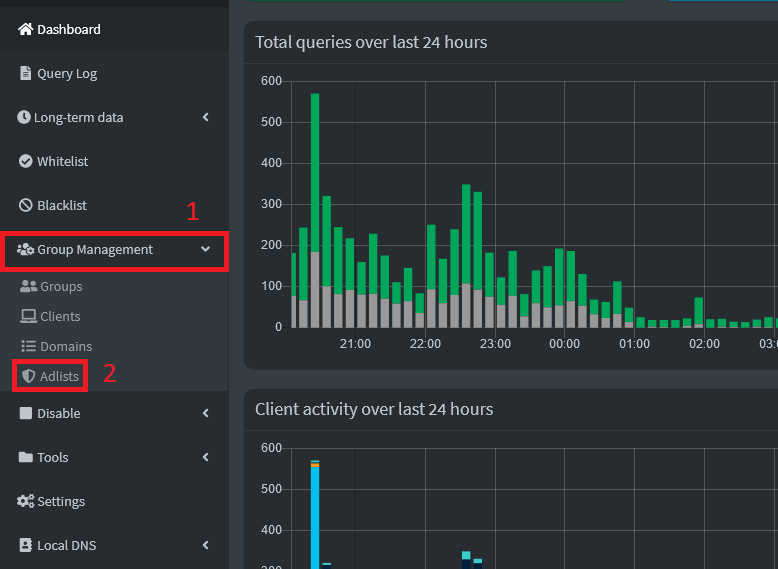 Dashboard
Query Log
Long-term data
Whitelist
Blacklist
1
Group Management
Groups
Clients
Domains
Adlists
2
Disable
Tools
Settings
Local DNS
Total queries over last 24 hours
600
500
400
300
200
100
0
21:00
22:00
23:00
00:00
01:00
02:00
03:
Client activity over last 24 hours
600
500
400
300